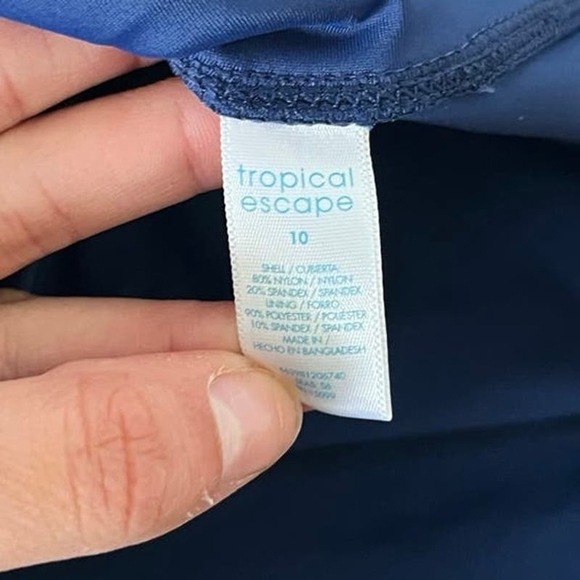 tropical
escape
10
SHELL / CUBIERTA:
80% NYLON / NYLON
20% SPANDEX / SPANDEX
LINING / FORRO
90% POLYESTER / POLIÉSTER
10% SPANDEX / SPANDEX
MADE IN /
HECHO EN BANGLADESH